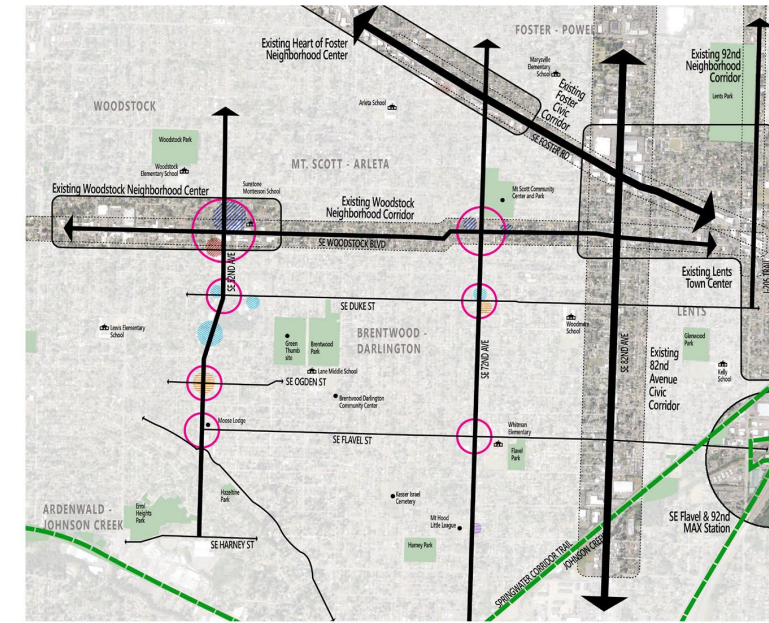 FOSTER - POWELL
Existing Heart of Foster
Neighborhood Center
Existing 92nd
Neighborhood
Corridor
Marysville
Elementary
School
Existing
Foster
Civic
Corridor
Lents Park
WOODSTOCK
Arleta School
SE FOSTER RD
Woodstock Park
Woodstock
Elementary School
MT. SCOTT - ARLETA
Existing Woodstock Neighborhood Center
Sunstone
Montessori School
Existing Woodstock
Neighborhood Corridor
Mt Scott Community
Center and Park
SE WOODSTOCK BLVD
SE 52ND AVE
Existing Lents
Town Center
I-205 TRAIL
SE DUKE ST
LENTS
Lewis Elementary
School
Green
Thumb
site
Brentwood
Park
BRENTWOOD -
DARLINGTON
Woodmere
School
Glenwood
Park
Kelly
School
SE 72ND AVE
SE 82ND AVE
Existing
82nd
Avenue
Civic
Corridor
Lane Middle School
SE OGDEN ST
Brentwood Darlington
Community Center
Moose Lodge
SE FLAVEL ST
Whitman
Elementary
Flavel
Park
ARDENWALD -
JOHNSON CREEK
Errol
Heights
Park
Hazeltine
Park
Kesser Israel
Cemetery
Mt Hood
Little League
SE Flavel & 92nd
MAX Station
SE HARNEY ST
Harney Park
SPRINGWATER CORRIDOR TRAIL
JOHNSON CREEK